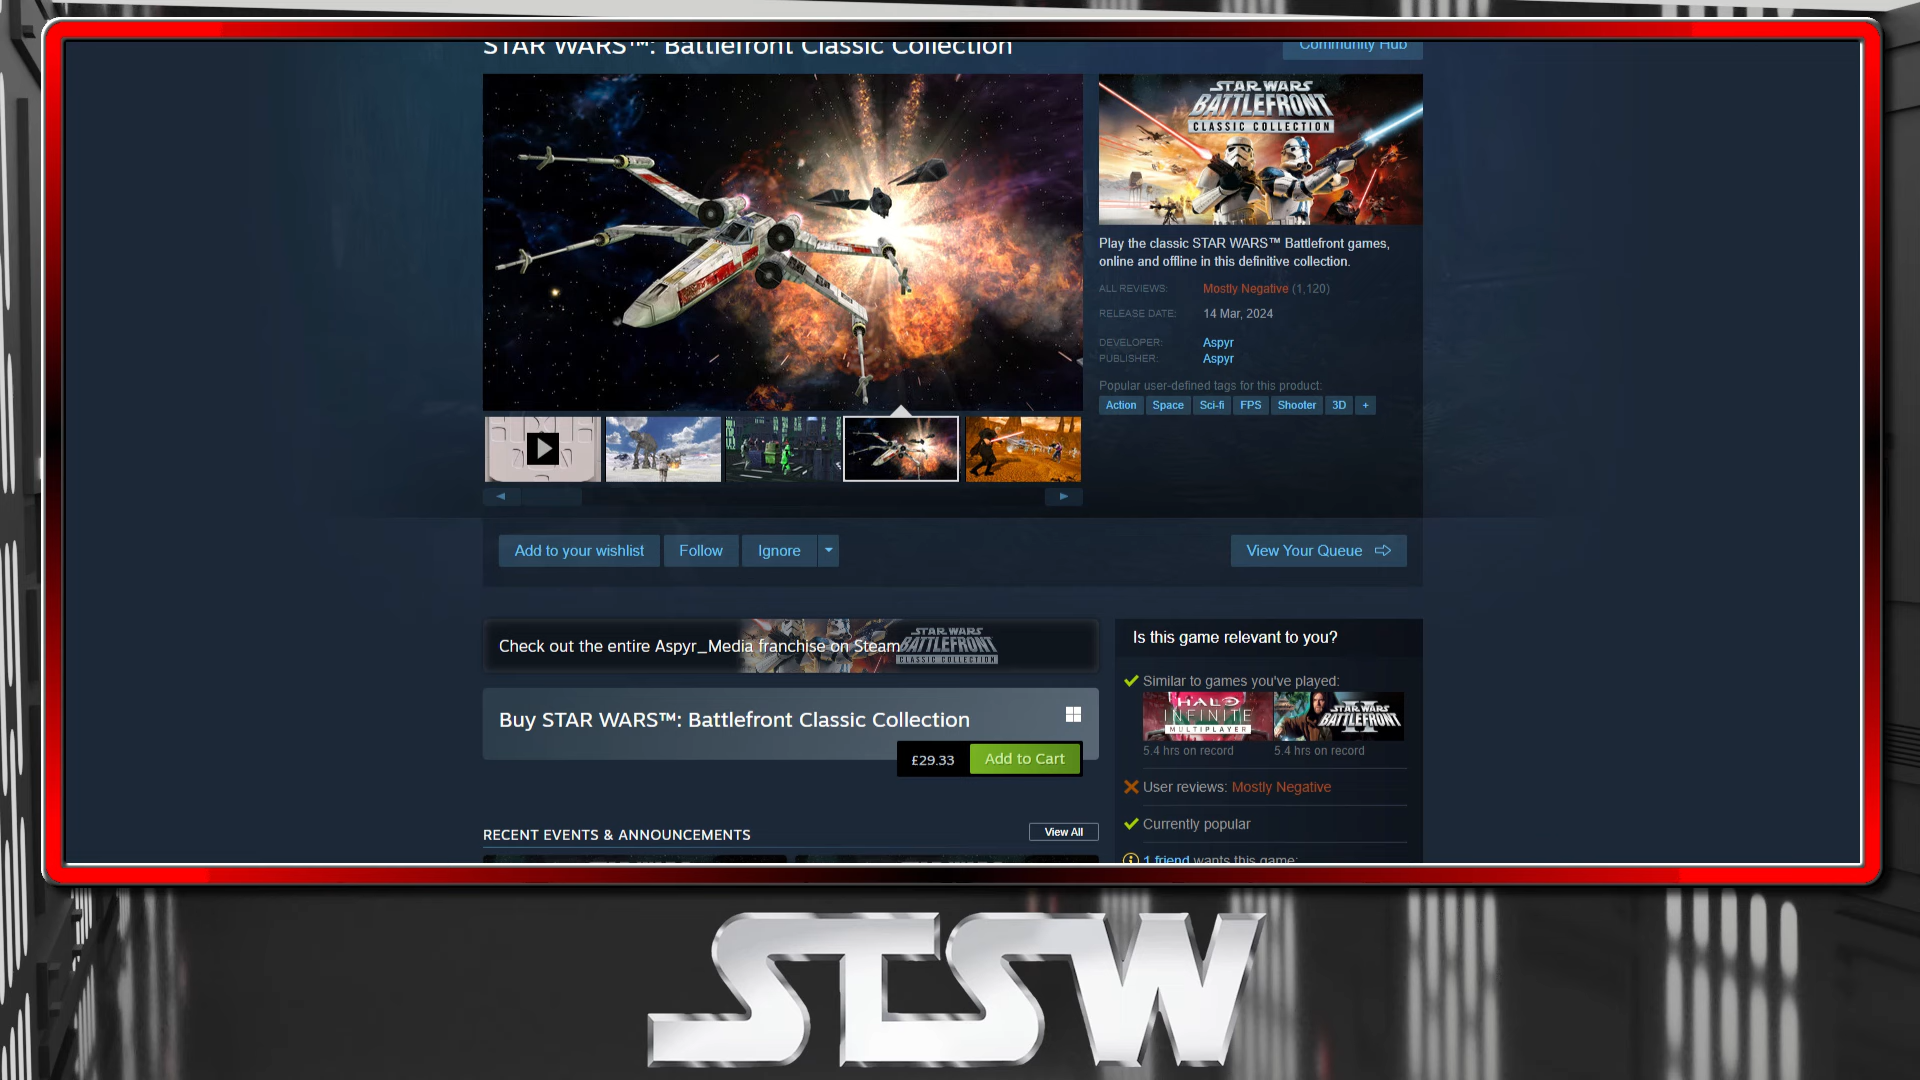 STAR WARS™: Battlefront Classic Collection
Community Hub
STAR WARS
BATTLEFRONT
CLASSIC COLLECTION
Play the classic STAR WARS™ Battlefront games,
online and offline in this definitive collection.
ALL REVIEWS: Mostly Negative (1,120)
RELEASE DATE: 14 Mar, 2024
DEVELOPER: Aspyr
PUBLISHER: Aspyr
Popular user-defined tags for this product:
Action Space Sci-fi FPS Shooter 3D +
Add to your wishlist Follow Ignore View Your Queue
Check out the entire Aspyr_Media franchise on Steam
STAR WARS
BATTLEFRONT
CLASSIC COLLECTION
Buy STAR WARS™: Battlefront Classic Collection
£29.33 Add to Cart
RECENT EVENTS & ANNOUNCEMENTS View All
Is this game relevant to you?
Similar to games you've played:
HALO
INFINITE
MULTIPLAYER
STAR WARS
BATTLEFRONT
II
5.4 hrs on record 5.4 hrs on record
User reviews: Mostly Negative
Currently popular
1 friend wants this game:
STSW